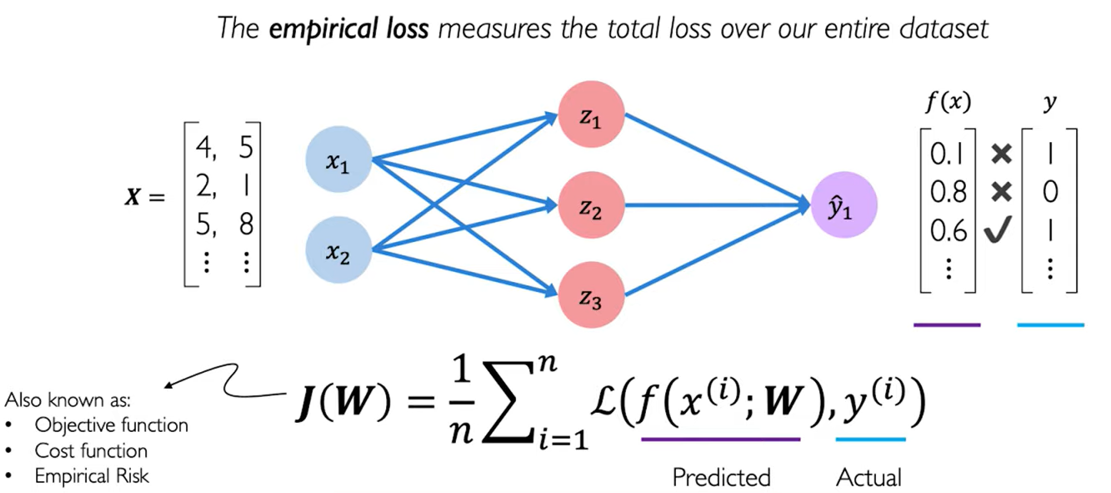 The empirical loss measures the total loss over our entire dataset
f(x) y
X = [4, 5
2, 1
5, 8
⋮ ⋮]
x₁
x₂
z₁
z₂
z₃
ŷ₁
0.1 ✖ 1
0.8 ✖ 0
0.6 ✔ 1
⋮ ⋮
J(W) = 1/n ∑ⁿᵢ₌₁ ℒ(f(x⁽ⁱ⁾; W), y⁽ⁱ⁾)
Predicted Actual
Also known as:
• Objective function
• Cost function
• Empirical Risk